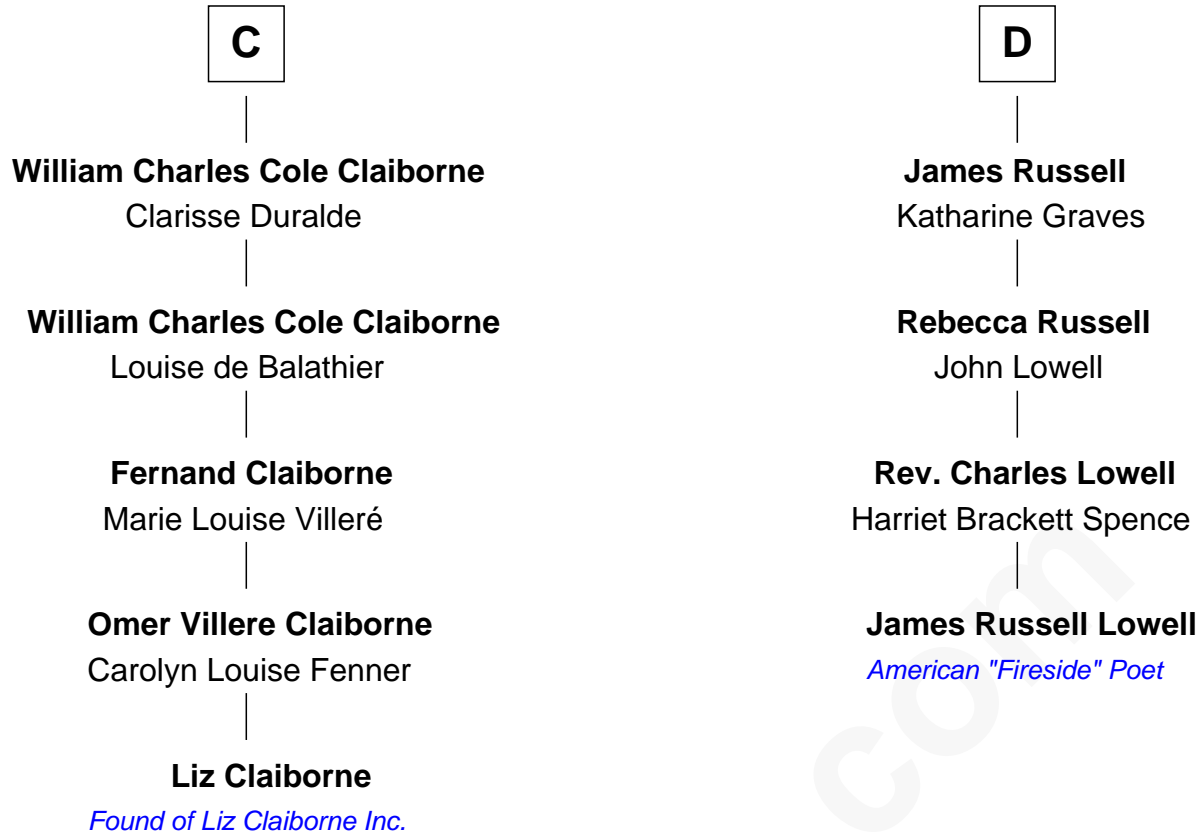 C
William Charles Cole Claiborne
Clarisse Duralde
William Charles Cole Claiborne
Louise de Balathier
Fernand Claiborne
Marie Louise Villeré
Omer Villere Claiborne
Carolyn Louise Fenner
Liz Claiborne
Found of Liz Claiborne Inc.
D
James Russell
Katharine Graves
Rebecca Russell
John Lowell
Rev. Charles Lowell
Harriet Brackett Spence
James Russell Lowell
American "Fireside" Poet
com